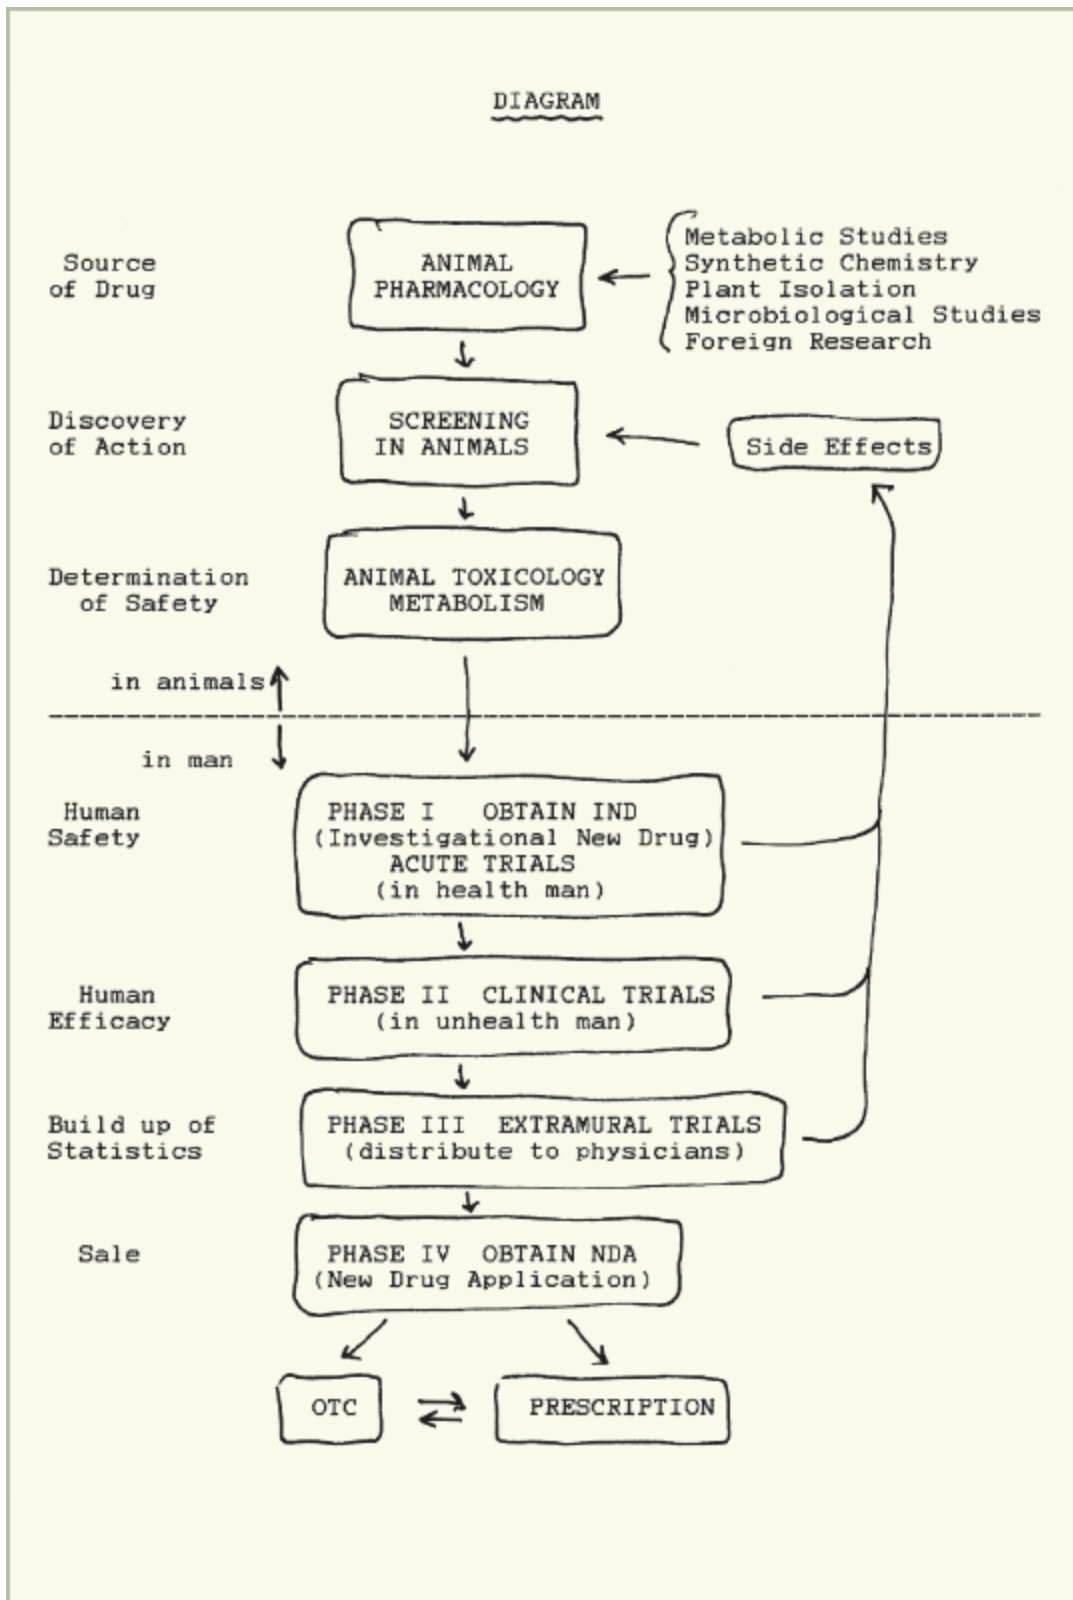 DIAGRAM
Source
of Drug
ANIMAL
PHARMACOLOGY
Metabolic Studies
Synthetic Chemistry
Plant Isolation
Microbiological Studies
Foreign Research
Discovery
of Action
SCREENING
IN ANIMALS
Side Effects
Determination
of Safety
ANIMAL TOXICOLOGY
METABOLISM
in animals
in man
Human
Safety
PHASE I OBTAIN IND
(Investigational New Drug)
ACUTE TRIALS
(in health man)
Human
Efficacy
PHASE II CLINICAL TRIALS
(in unhealth man)
Build up of
Statistics
PHASE III EXTRAMURAL TRIALS
(distribute to physicians)
Sale
PHASE IV OBTAIN NDA
(New Drug Application)
OTC
PRESCRIPTION